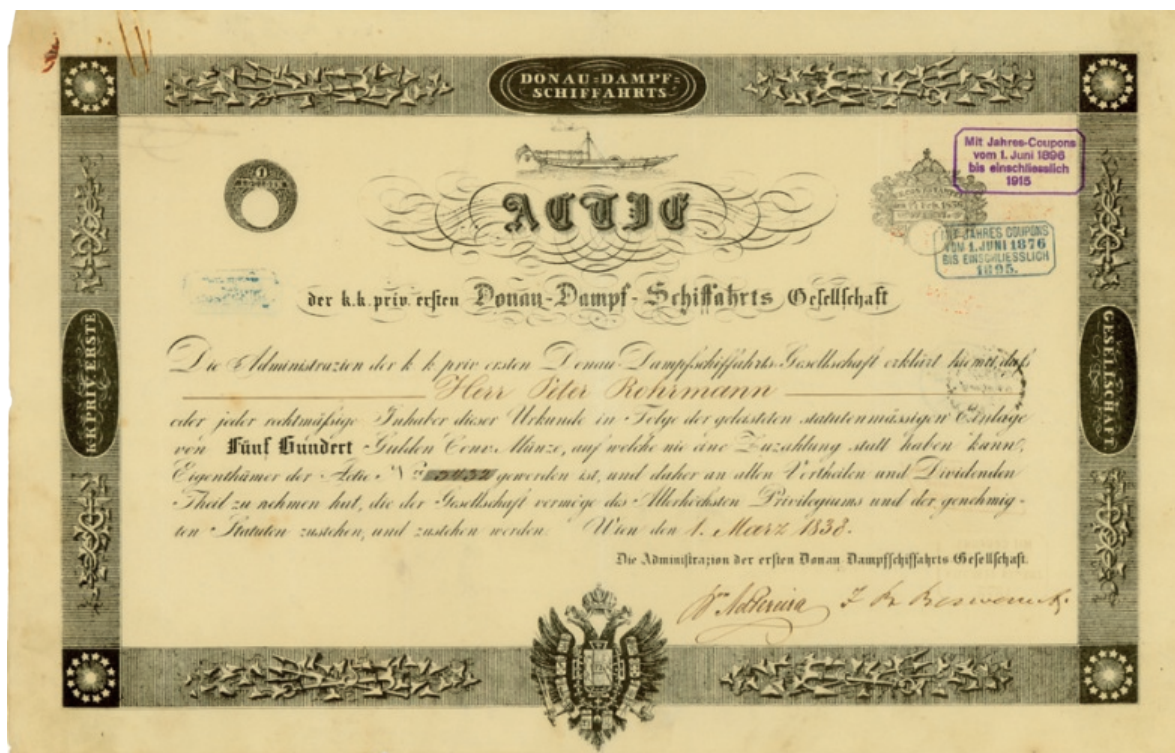 DONAU=DAMPF=
SCHIFFAHRTS
Mit Jahres-Coupons
vom 1. Juni 1896
bis einschliesslich
1915
ACTIE
MIT JAHRES COUPONS
VOM 1. JUNI 1876
BIS EINSCHLIESSLICH
1895.
der k.k. priv. ersten Donau-Dampf-Schiffahrts Gesellschaft
K.K. PRIV. ERSTE
GESELLSCHAFT
Die Administrazion der k. k. priv. ersten Donau-Dampfschiffahrts-Gesellschaft erklärt hiemit, daß
Herr Peter Rohrmann
oder jeder rechtmäßige Inhaber dieser Urkunde in Folge der geleisteten statutenmässigen Einlage
von Fünf Hundert Gulden Conv. Münze, auf welche nie eine Zuzahlung statt haben kann,
Eigenthümer der Actie No. geworden ist, und daher an allen Vortheilen und Dividenden
Theil zu nehmen hat, die der Gesellschaft vermöge des Allerhöchsten Privilegiums und der genehmig-
ten Statuten zustehen, und zustehen werden. Wien den 1. Maerz 1838.
Die Administrazion der ersten Donau-Dampfschiffahrts Gesellschaft.